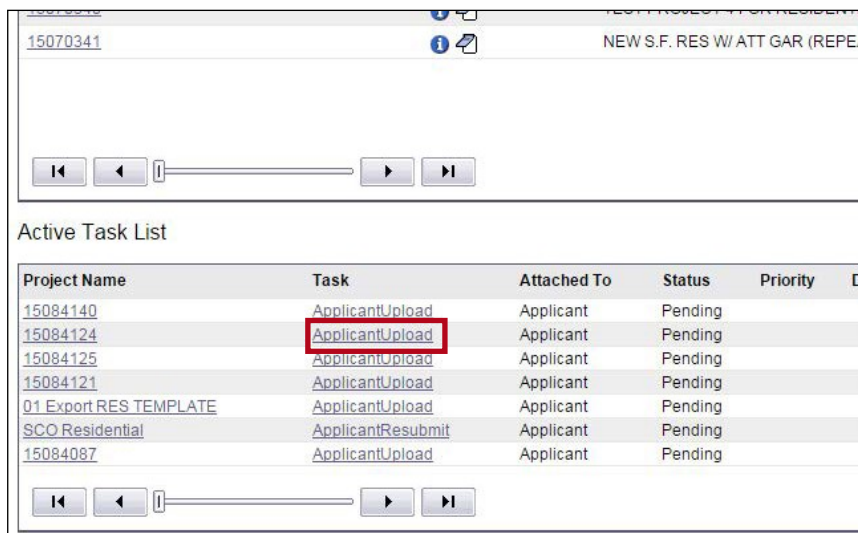 15070341 NEW S.F. RES W/ ATT GAR (REPE
Active Task List
Project Name Task Attached To Status Priority
15084140 ApplicantUpload Applicant Pending
15084124 ApplicantUpload Applicant Pending
15084125 ApplicantUpload Applicant Pending
15084121 ApplicantUpload Applicant Pending
01 Export RES TEMPLATE ApplicantUpload Applicant Pending
SCO Residential ApplicantResubmit Applicant Pending
15084087 ApplicantUpload Applicant Pending